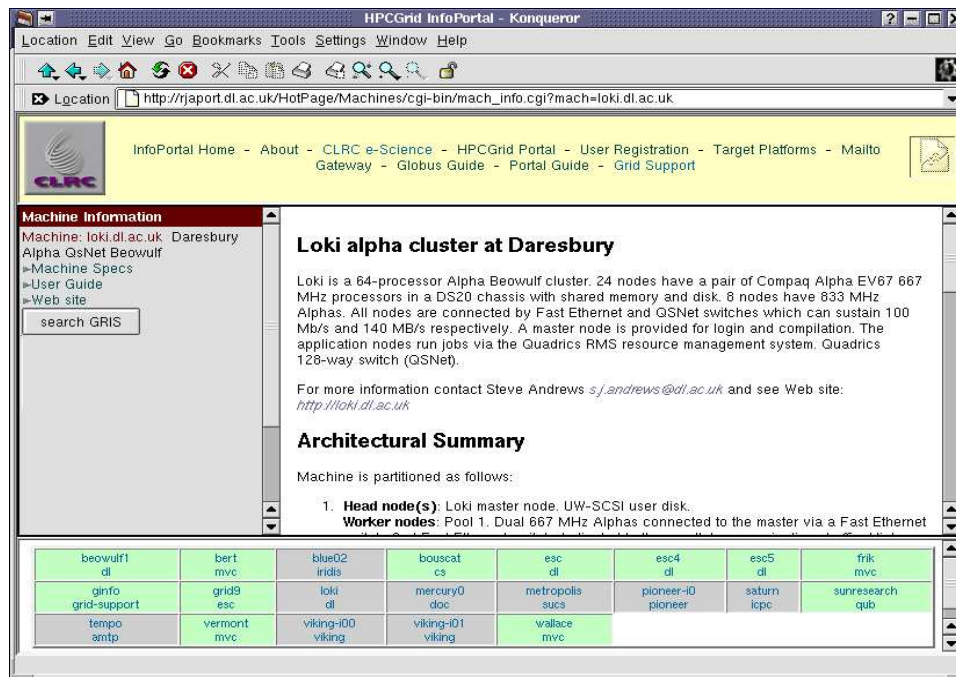 HPCGrid InfoPortal - Konqueror
Location Edit View Go Bookmarks Tools Settings Window Help
Location http://rjaport.dl.ac.uk/HotPage/Machines/cgi-bin/mach_info.cgi?mach=loki.dl.ac.uk
CLRC
InfoPortal Home - About - CLRC e-Science - HPCGrid Portal - User Registration - Target Platforms - Mailto
Gateway - Globus Guide - Portal Guide - Grid Support
Machine Information
Machine: loki.dl.ac.uk Daresbury
Alpha QsNet Beowulf
Machine Specs
User Guide
Web site
search GRIS
Loki alpha cluster at Daresbury
Loki is a 64-processor Alpha Beowulf cluster. 24 nodes have a pair of Compaq Alpha EV67 667
MHz processors in a DS20 chassis with shared memory and disk. 8 nodes have 833 MHz
Alphas. All nodes are connected by Fast Ethernet and QSNet switches which can sustain 100
Mb/s and 140 MB/s respectively. A master node is provided for login and compilation. The
application nodes run jobs via the Quadrics RMS resource management system. Quadrics
128-way switch (QSNet).
For more information contact Steve Andrews s.j.andrews@dl.ac.uk and see Web site:
http://loki.dl.ac.uk
Architectural Summary
Machine is partitioned as follows:
1. Head node(s): Loki master node. UW-SCSI user disk.
Worker nodes: Pool 1. Dual 667 MHz Alphas connected to the master via a Fast Ethernet
beowulf1 bert blue02 bouscat esc esc4 esc5 frik
dl mvc iridis cs dl dl dl mvc
ginfo grid9 loki mercury0 metropolis pioneer-i0 saturn sunresearch
grid-support esc dl doc sucs pioneer icpc qub
tempo vermont viking-i00 viking-i01 wallace
amtp mvc viking viking mvc